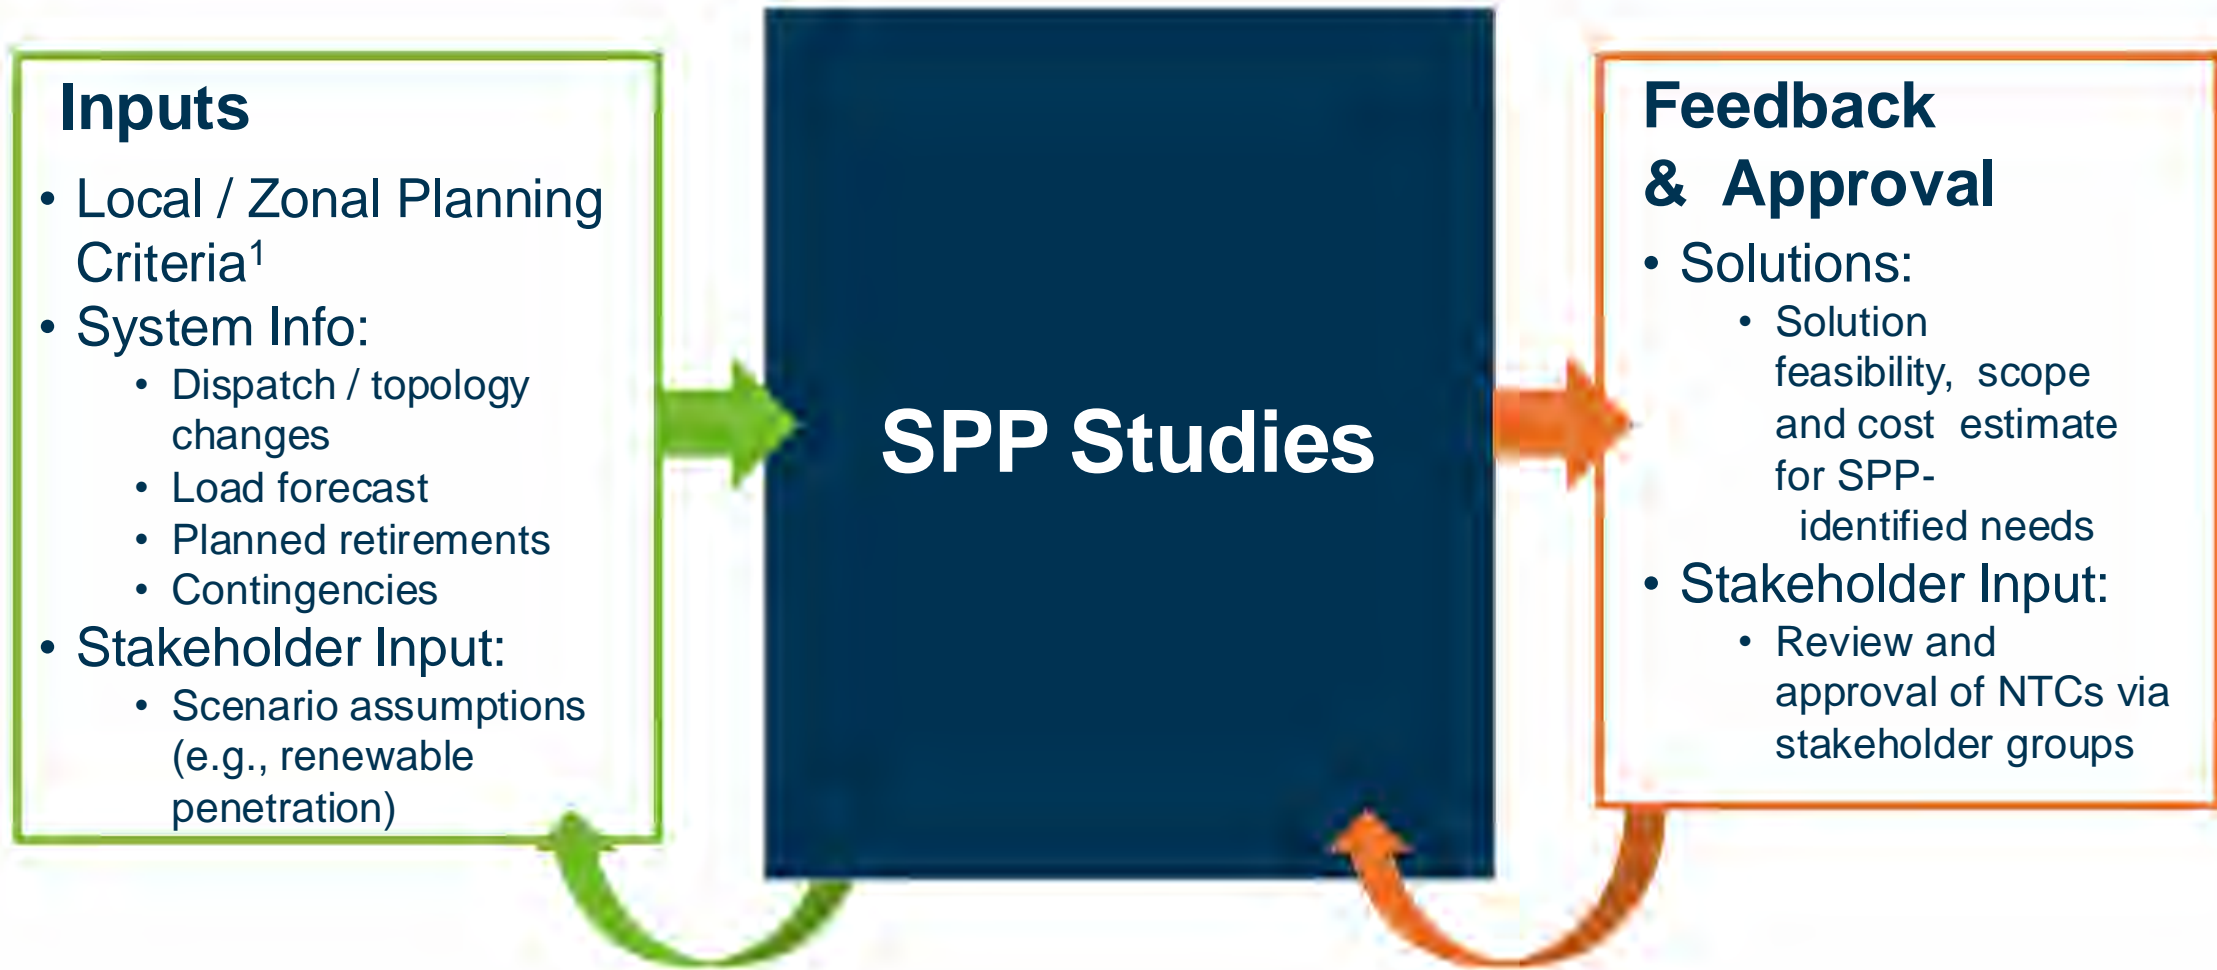 Inputs
• Local / Zonal Planning
Criteria¹
• System Info:
• Dispatch / topology
changes
• Load forecast
• Planned retirements
• Contingencies
• Stakeholder Input:
• Scenario assumptions
(e.g., renewable
penetration)
SPP Studies
Feedback
& Approval
• Solutions:
• Solution
feasibility, scope
and cost estimate
for SPP-
identified needs
• Stakeholder Input:
• Review and
approval of NTCs via
stakeholder groups